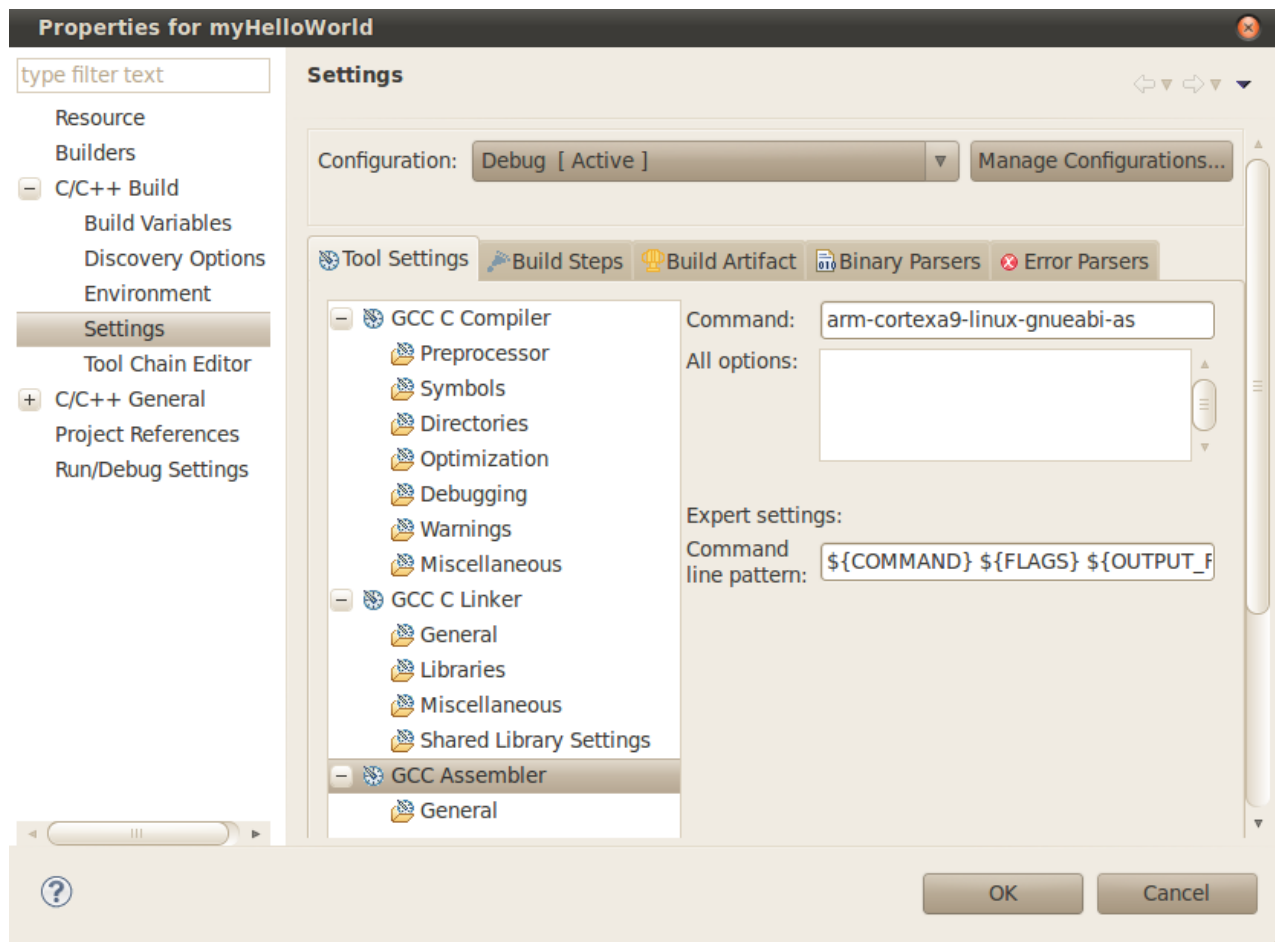 Properties for myHelloWorld
type filter text
Resource
Builders
C/C++ Build
Build Variables
Discovery Options
Environment
Settings
Tool Chain Editor
C/C++ General
Project References
Run/Debug Settings
Settings
Configuration: Debug [ Active ] Manage Configurations...
Tool Settings Build Steps Build Artifact 010 Binary Parsers Error Parsers
GCC C Compiler
Preprocessor
Symbols
Directories
Optimization
Debugging
Warnings
Miscellaneous
GCC C Linker
General
Libraries
Miscellaneous
Shared Library Settings
GCC Assembler
General
Command: arm-cortexa9-linux-gnueabi-as
All options:
Expert settings:
Command
line pattern: ${COMMAND} ${FLAGS} ${OUTPUT_F
OK Cancel